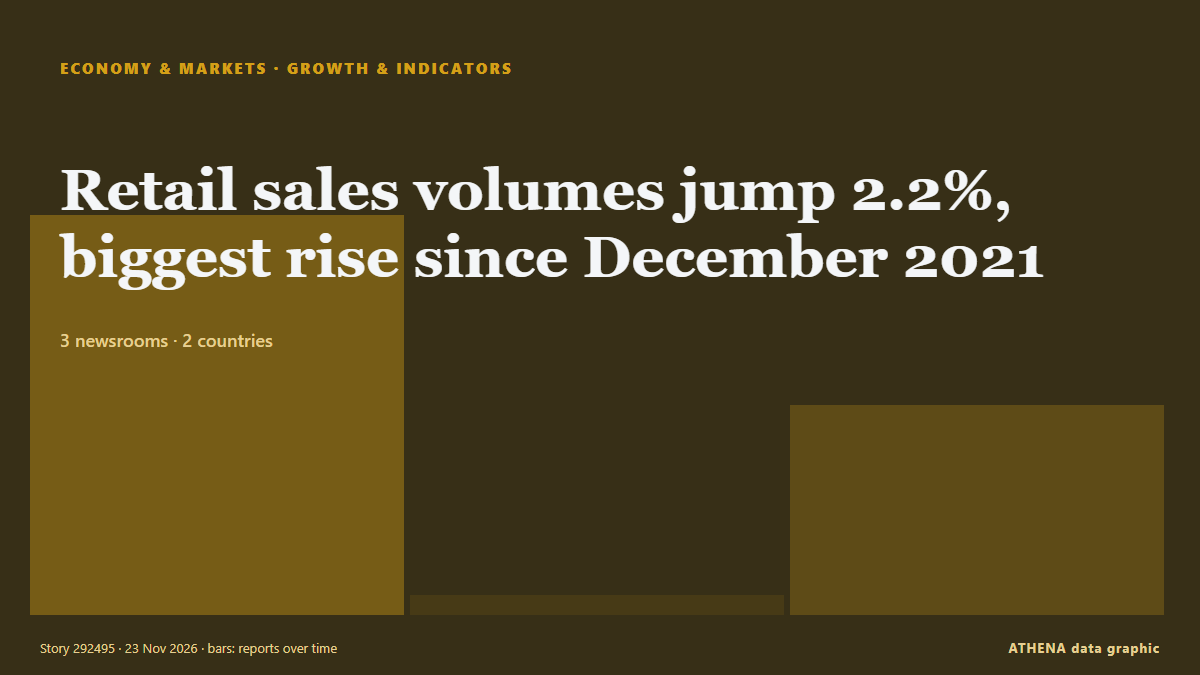 ECONOMY & MARKETS · GROWTH & INDICATORS
Retail sales volumes jump 2.2%,
biggest rise since December 2021
3 newsrooms · 2 countries
Story 292495 · 23 Nov 2026 · bars: reports over time
ATHENA data graphic